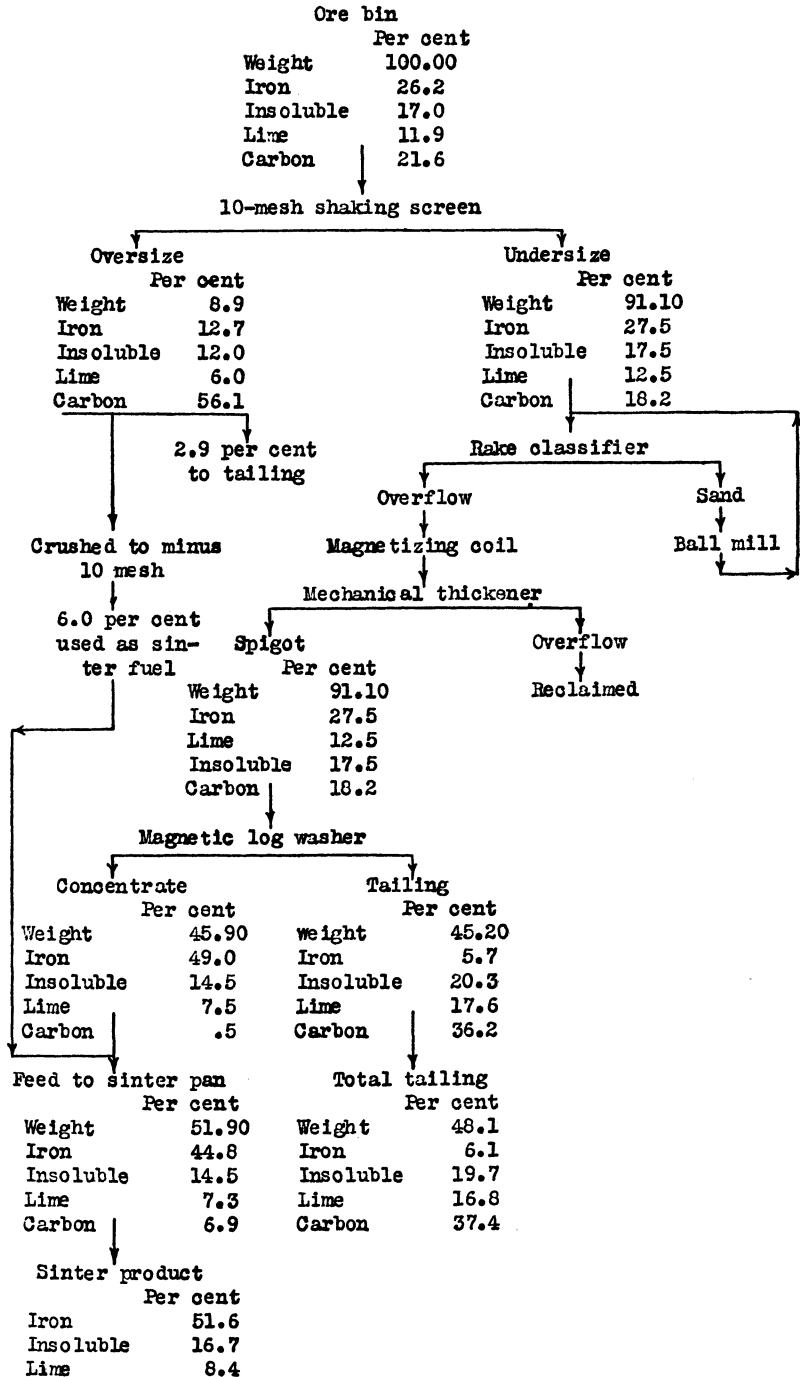 Ore bin
Per cent
Weight 100.00
Iron 26.2
Insoluble 17.0
Lime 11.9
Carbon 21.6
10-mesh shaking screen
Oversize
Per cent
Weight 8.9
Iron 12.7
Insoluble 12.0
Lime 6.0
Carbon 56.1
2.9 per cent
to tailing
Crushed to minus
10 mesh
6.0 per cent
used as sin-
ter fuel
Undersize
Per cent
Weight 91.10
Iron 27.5
Insoluble 17.5
Lime 12.5
Carbon 18.2
Rake classifier
Overflow
Sand
Magnetizing coil
Ball mill
Mechanical thickener
Spigot
Per cent
Weight 91.10
Iron 27.5
Lime 12.5
Insoluble 17.5
Carbon 18.2
Overflow
Reclaimed
Magnetic log washer
Concentrate
Per cent
Weight 45.90
Iron 49.0
Insoluble 14.5
Lime 7.5
Carbon .5
Tailing
Per cent
weight 45.20
Iron 5.7
Insoluble 20.3
Lime 17.6
Carbon 36.2
Feed to sinter pan
Per cent
Weight 51.90
Iron 44.8
Insoluble 14.5
Lime 7.3
Carbon 6.9
Total tailing
Per cent
Weight 48.1
Iron 6.1
Insoluble 19.7
Lime 16.8
Carbon 37.4
Sinter product
Per cent
Iron 51.6
Insoluble 16.7
Lime 8.4